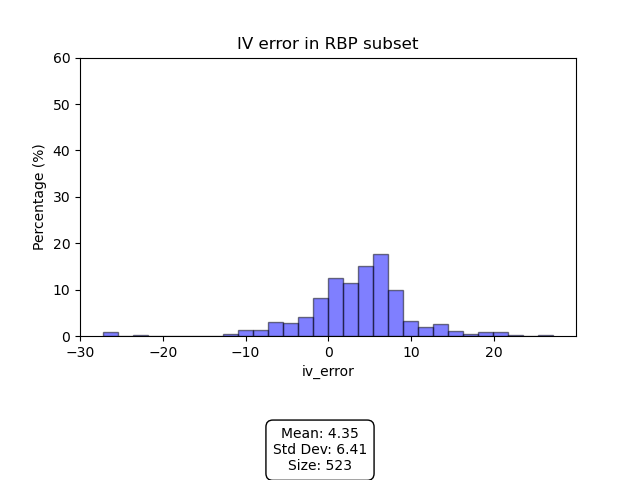 IV error in RBP subset
60
50
40
30
20
10
0
Percentage (%)
−30
−20
−10
0
10
20
iv_error
Mean: 4.35
Std Dev: 6.41
Size: 523